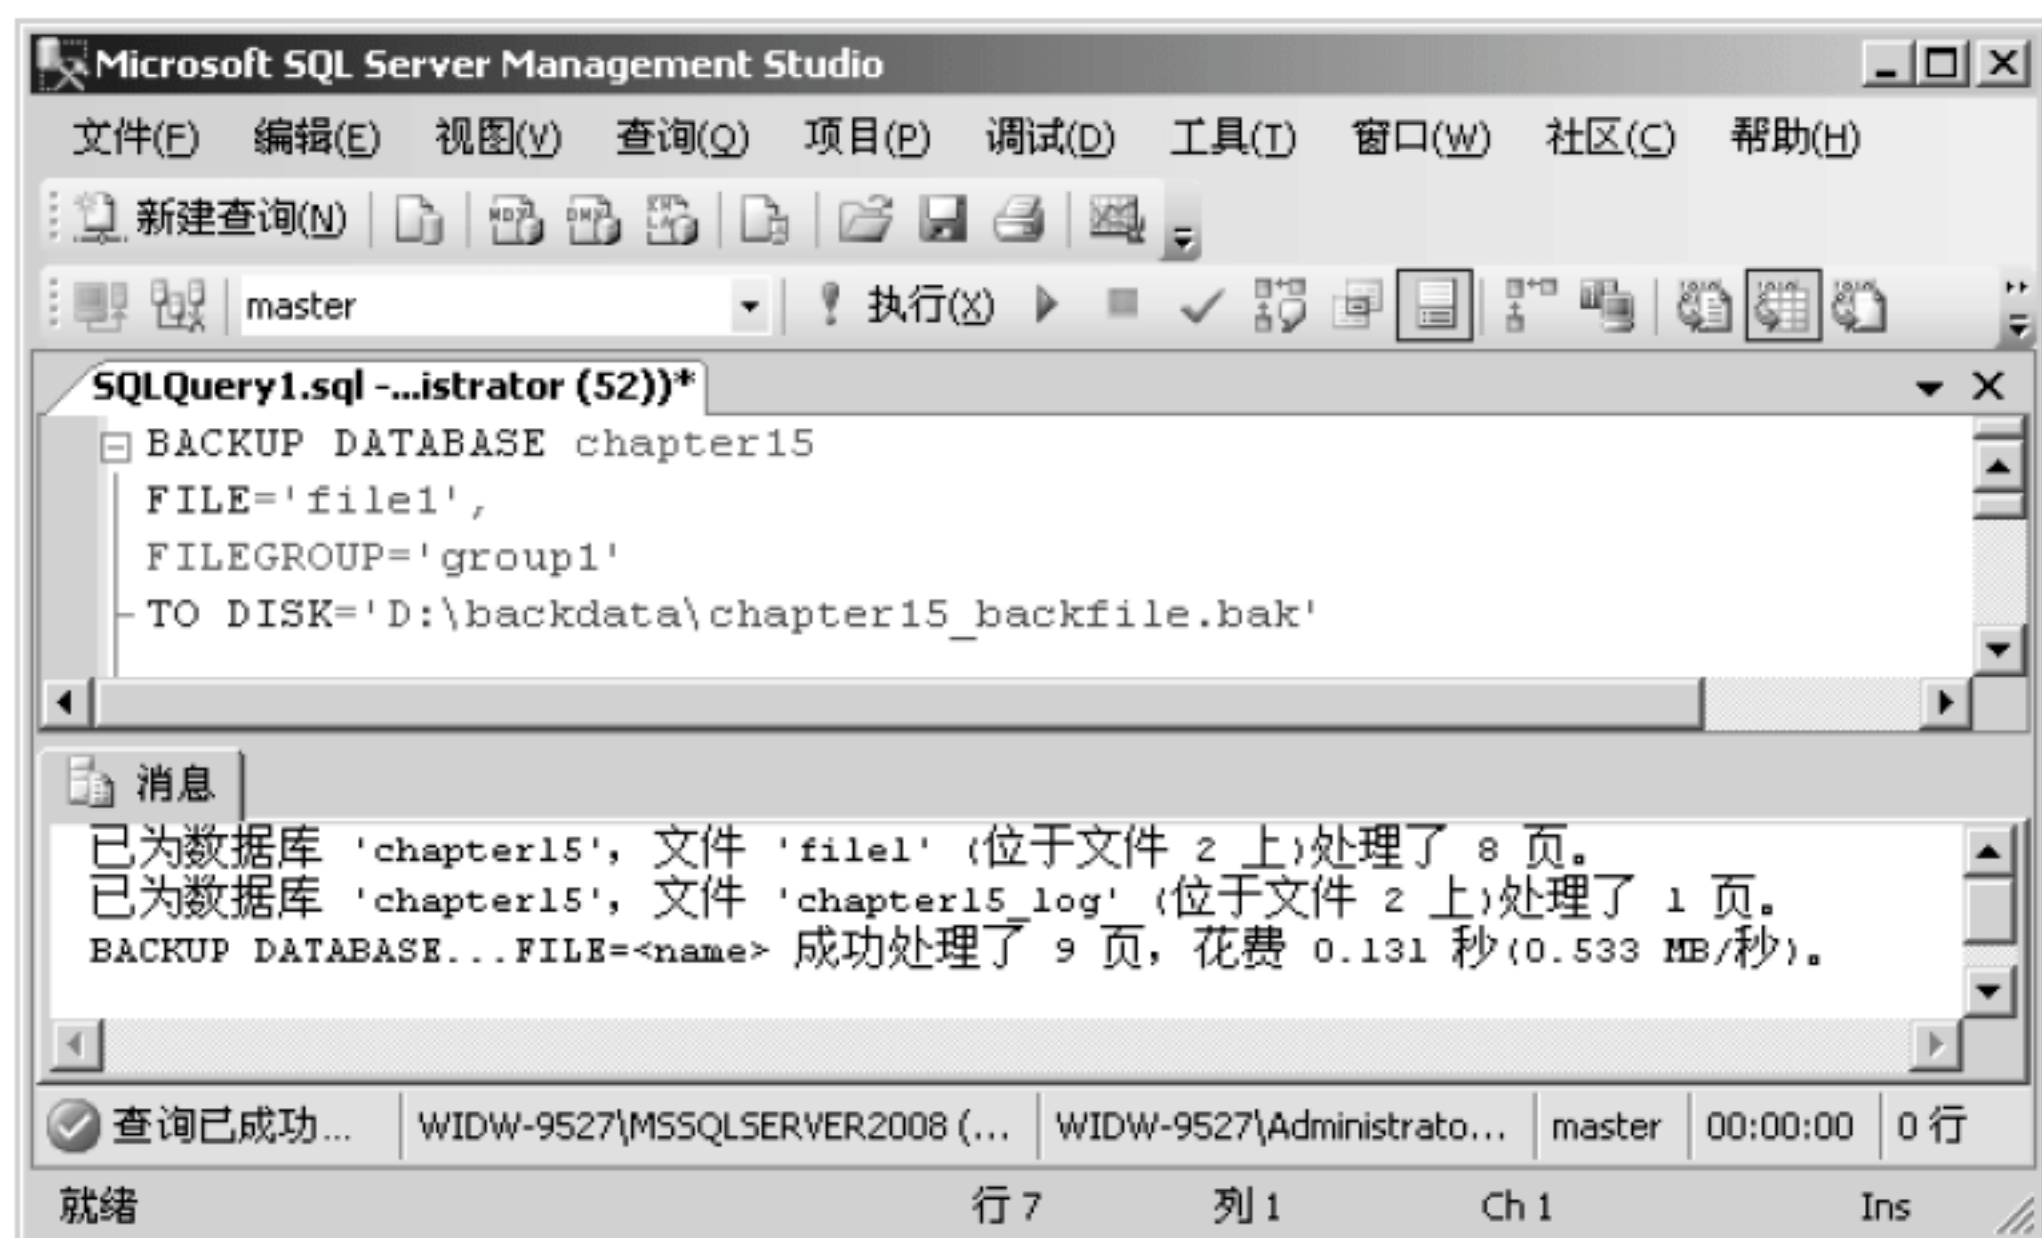 Microsoft SQL Server Management Studio
文件(F) 编辑(E) 视图(V) 查询(Q) 项目(P) 调试(D) 工具(T) 窗口(W) 社区(C) 帮助(H)
新建查询(N)
master 执行(X)
SQLQuery1.sql -...istrator (52))*
BACKUP DATABASE chapter15
FILE='file1',
FILEGROUP='group1'
TO DISK='D:\backdata\chapter15_backfile.bak'
消息
已为数据库 'chapter15'，文件 'file1' (位于文件 2 上)处理了 8 页。
已为数据库 'chapter15'，文件 'chapter15_log' (位于文件 2 上)处理了 1 页。
BACKUP DATABASE...FILE=<name> 成功处理了 9 页，花费 0.131 秒(0.533 MB/秒)。
查询已成功... WIDW-9527\MSSQLSERVER2008 (... WIDW-9527\Administrato... master 00:00:00 0 行
就绪 行 7 列 1 Ch 1 Ins